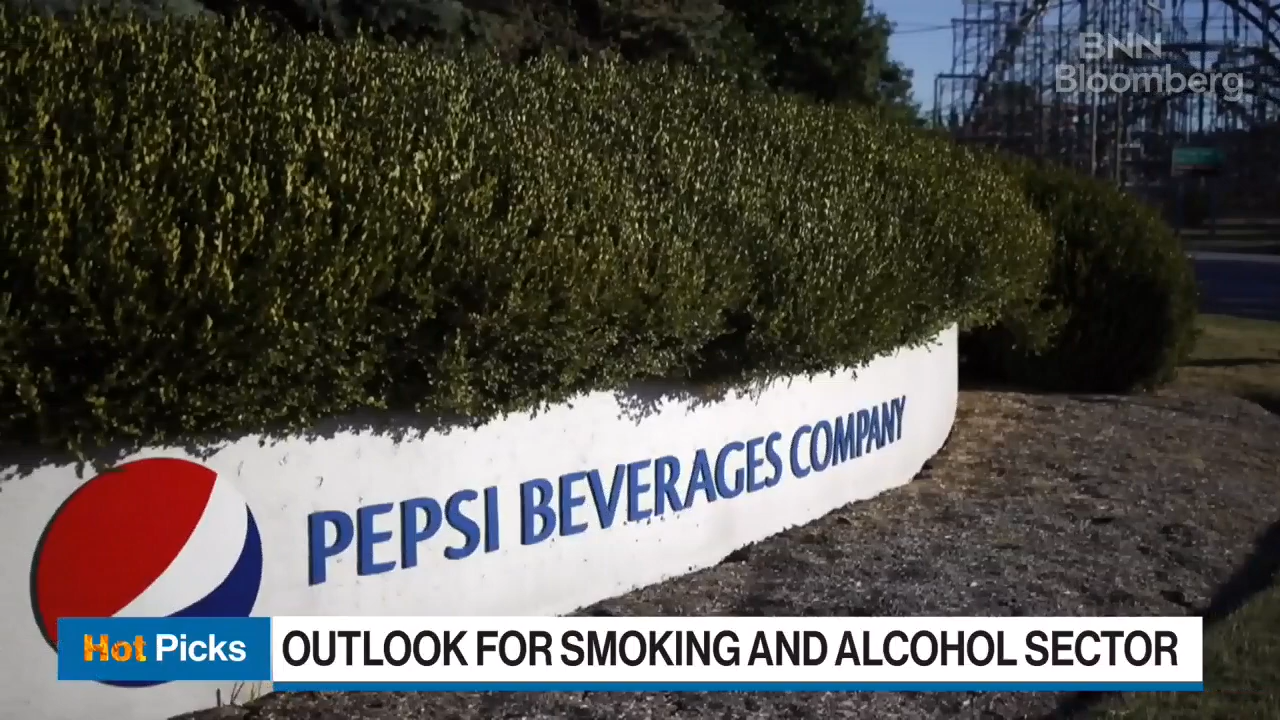 BNN
Bloomberg
PEPSI BEVERAGES COMPANY
Hot Picks
OUTLOOK FOR SMOKING AND ALCOHOL SECTOR